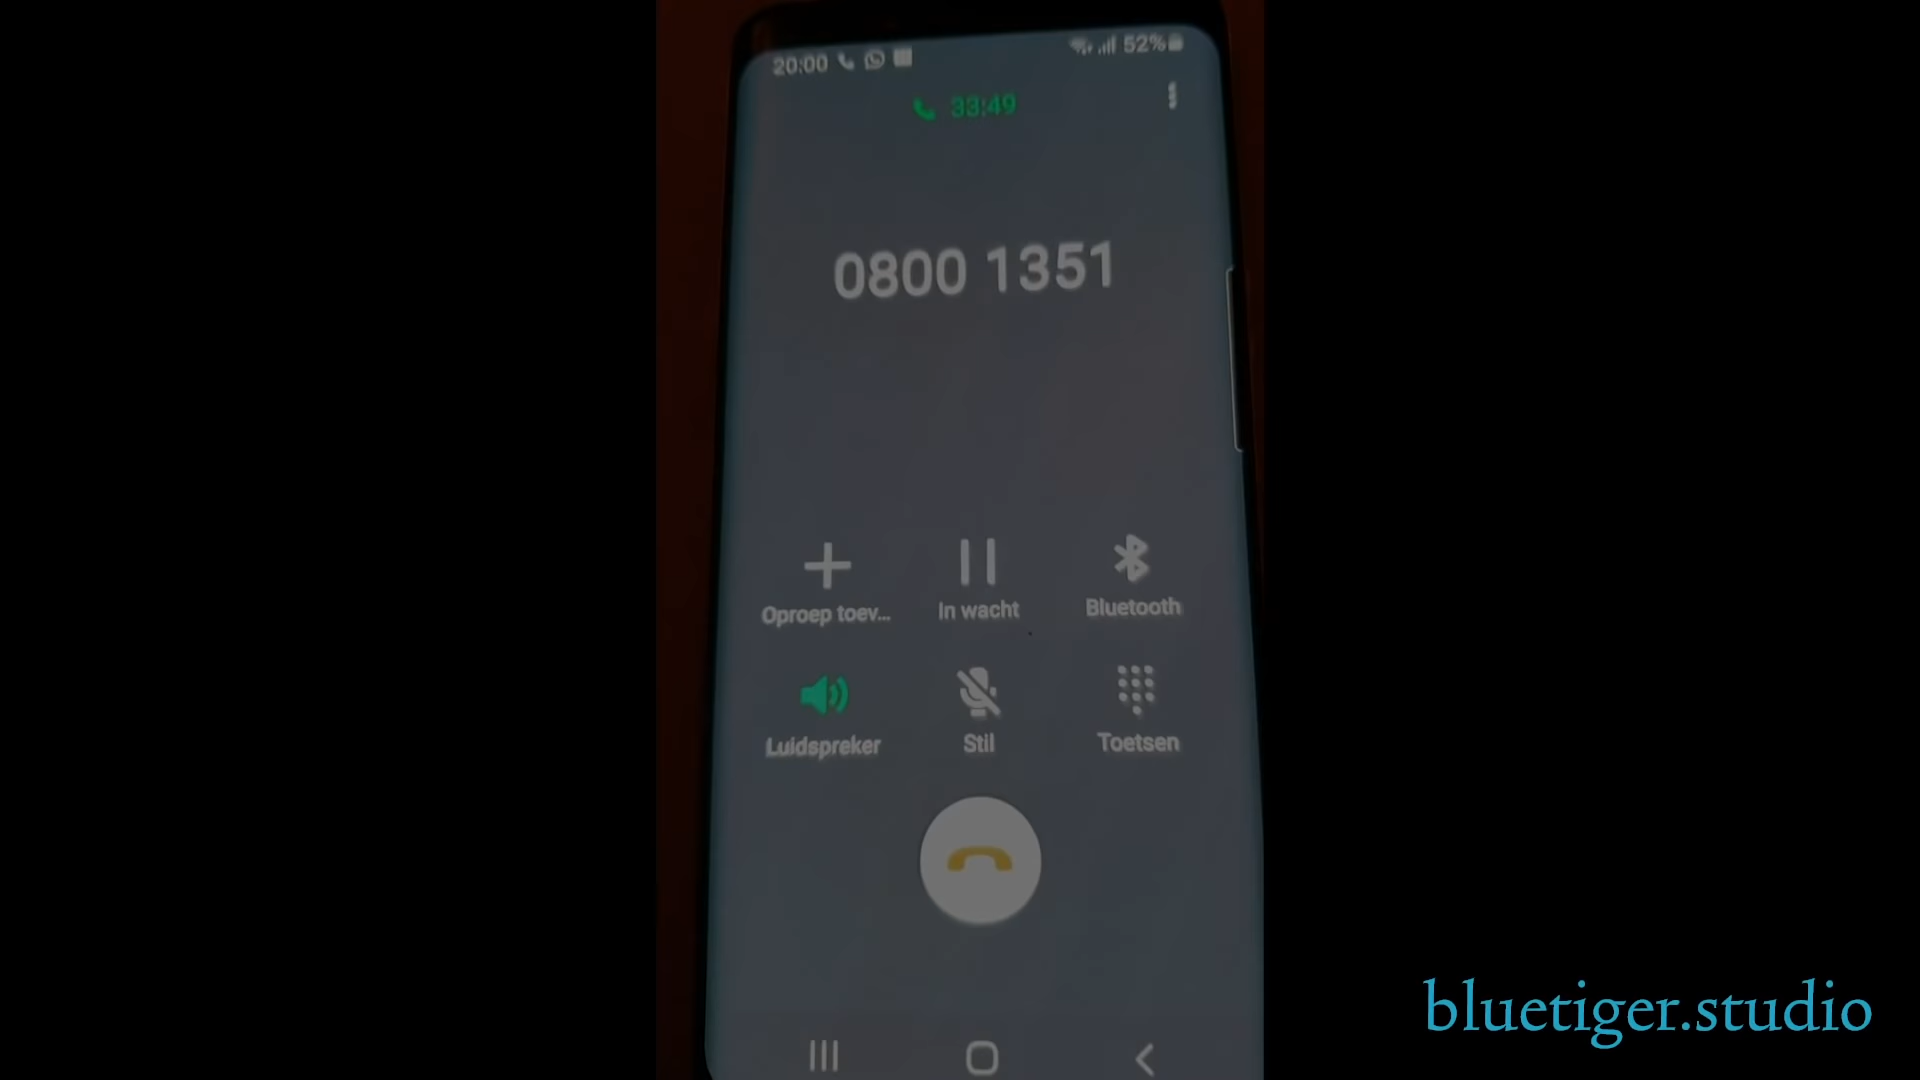 20:00
52%
33:49
0800 1351
Oproep toev...
In wacht
Bluetooth
Luidspreker
Stil
Toetsen
bluetiger.studio